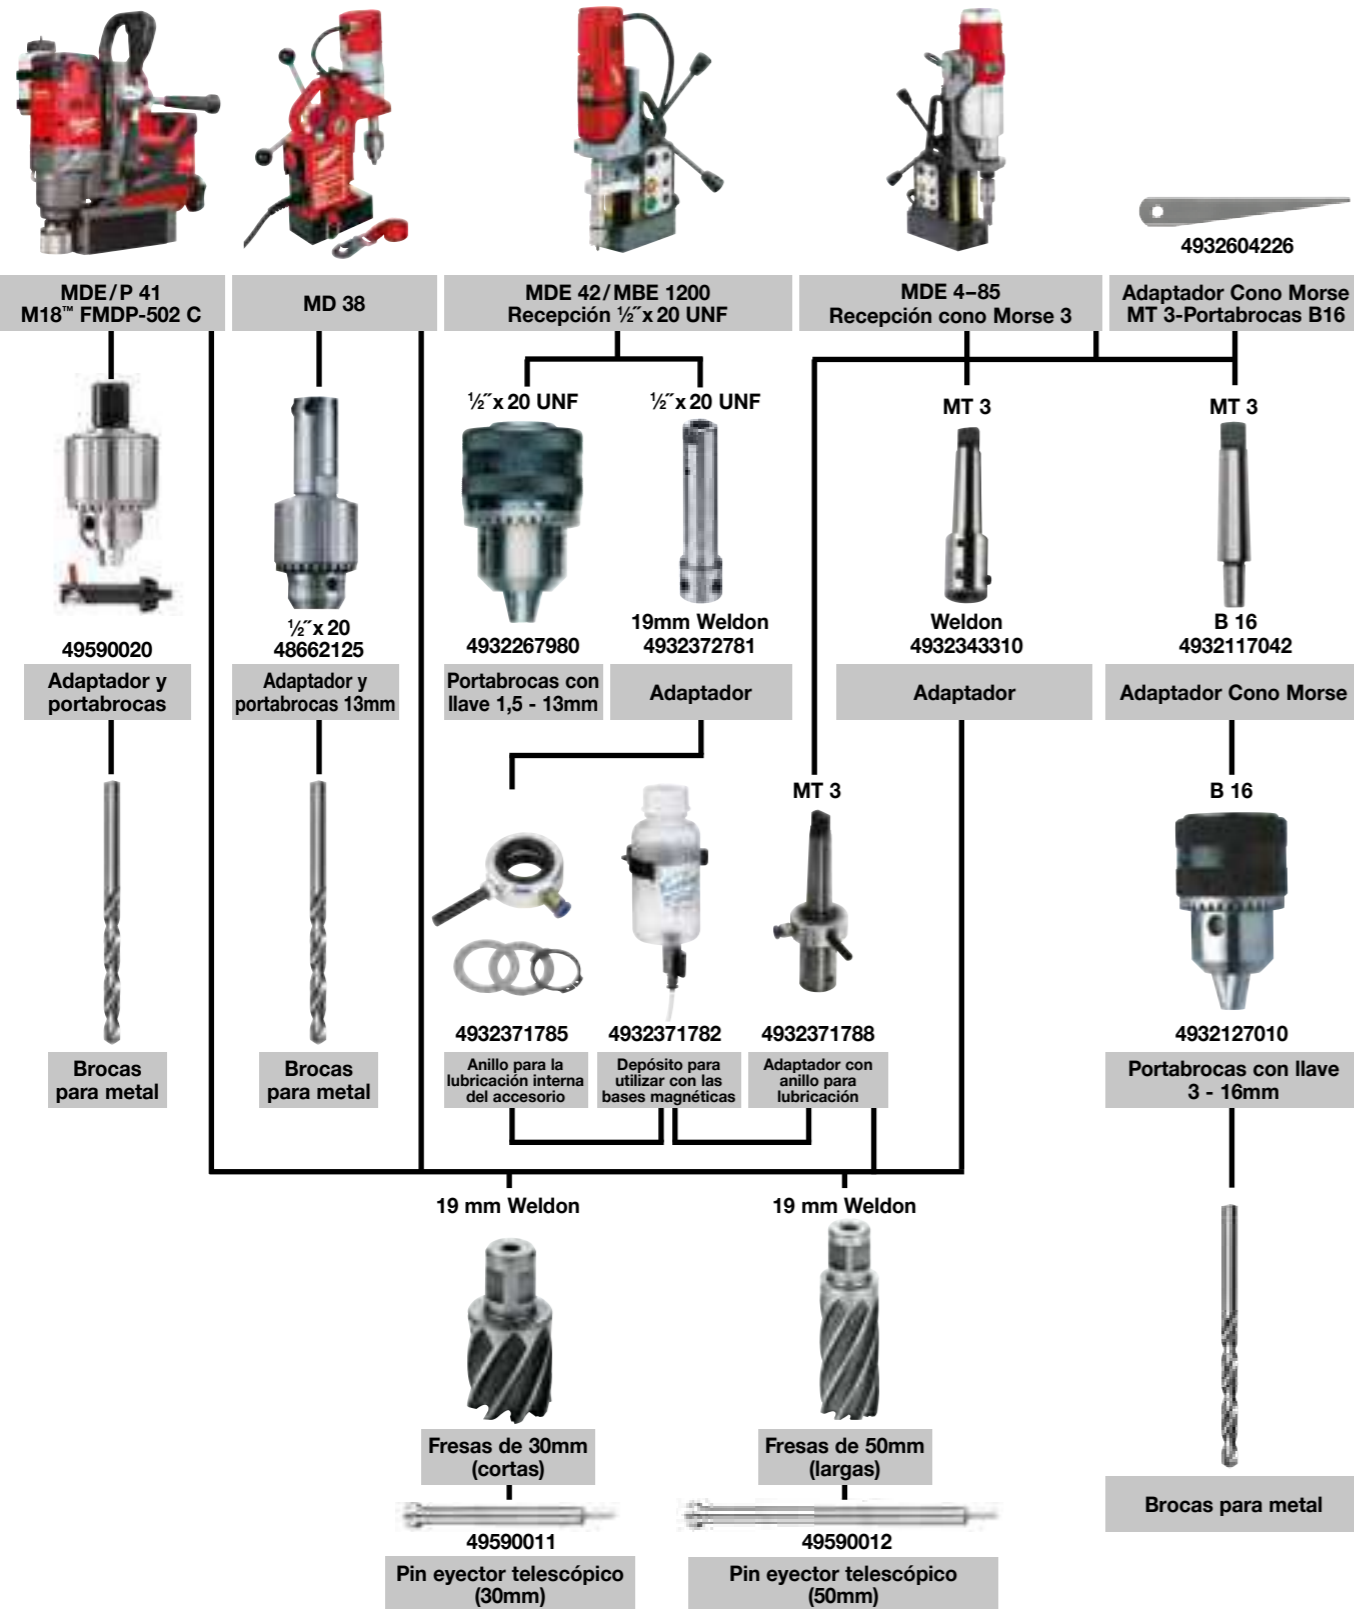 4932604226
MDE/P 41
M18™ FMDP-502 C
MD 38
MDE 42/MBE 1200
Recepción ½˝x 20 UNF
MDE 4–85
Recepción cono Morse 3
Adaptador Cono Morse
MT 3-Portabrocas B16
½˝x 20 UNF
½˝x 20 UNF
MT 3
MT 3
½˝x 20
19mm Weldon
Weldon
B 16
49590020
48662125
4932267980
4932372781
4932343310
4932117042
Adaptador y
portabrocas
Adaptador y
portabrocas 13mm
Portabrocas con
llave 1,5 - 13mm
Adaptador
Adaptador
Adaptador Cono Morse
MT 3
B 16
4932371785
4932371782
4932371788
4932127010
Anillo para la
lubricación interna
del accesorio
Depósito para
utilizar con las
bases magnéticas
Adaptador con
anillo para
lubricación
Portabrocas con llave
3 - 16mm
Brocas
para metal
Brocas
para metal
19 mm Weldon
19 mm Weldon
Fresas de 30mm
(cortas)
Fresas de 50mm
(largas)
Brocas para metal
49590011
49590012
Pin eyector telescópico
(30mm)
Pin eyector telescópico
(50mm)